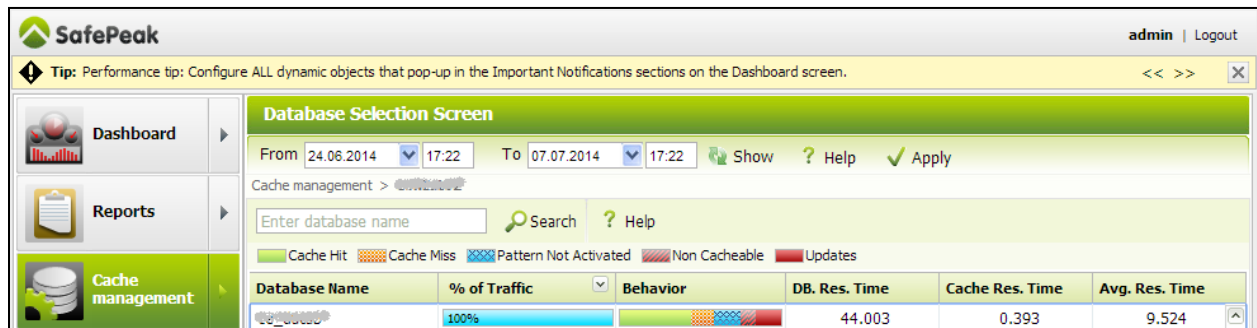 SafePeak
admin | Logout
Tip: Performance tip: Configure ALL dynamic objects that pop-up in the Important Notifications sections on the Dashboard screen.
<< >>
Dashboard
Reports
Cache management
Database Selection Screen
From 24.06.2014 17:22 To 07.07.2014 17:22 Show ? Help Apply
Cache management >
Enter database name Search ? Help
Cache Hit Cache Miss Pattern Not Activated Non Cacheable Updates
Database Name % of Traffic Behavior DB. Res. Time Cache Res. Time Avg. Res. Time
100% 44.003 0.393 9.524